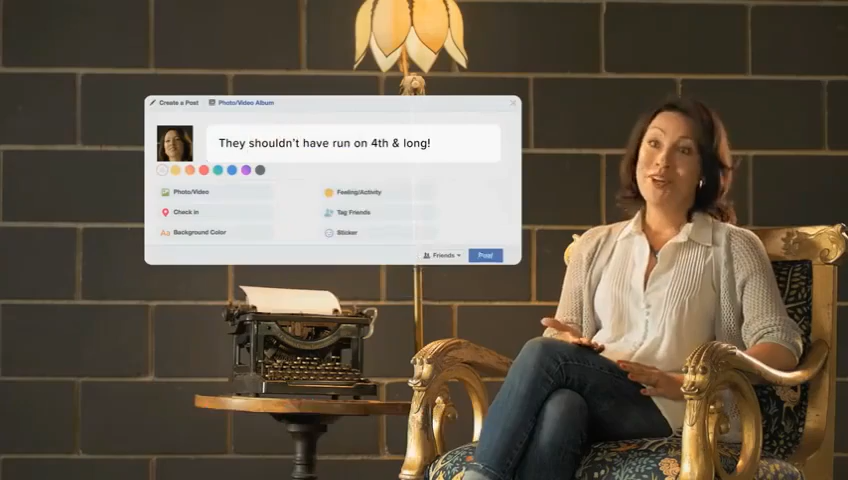 Create a Post Photo/Video Album
They shouldn't have run on 4th & long!
Photo/Video Feeling/Activity
Check in Tag Friends
Aa Background Color Sticker
Friends Post